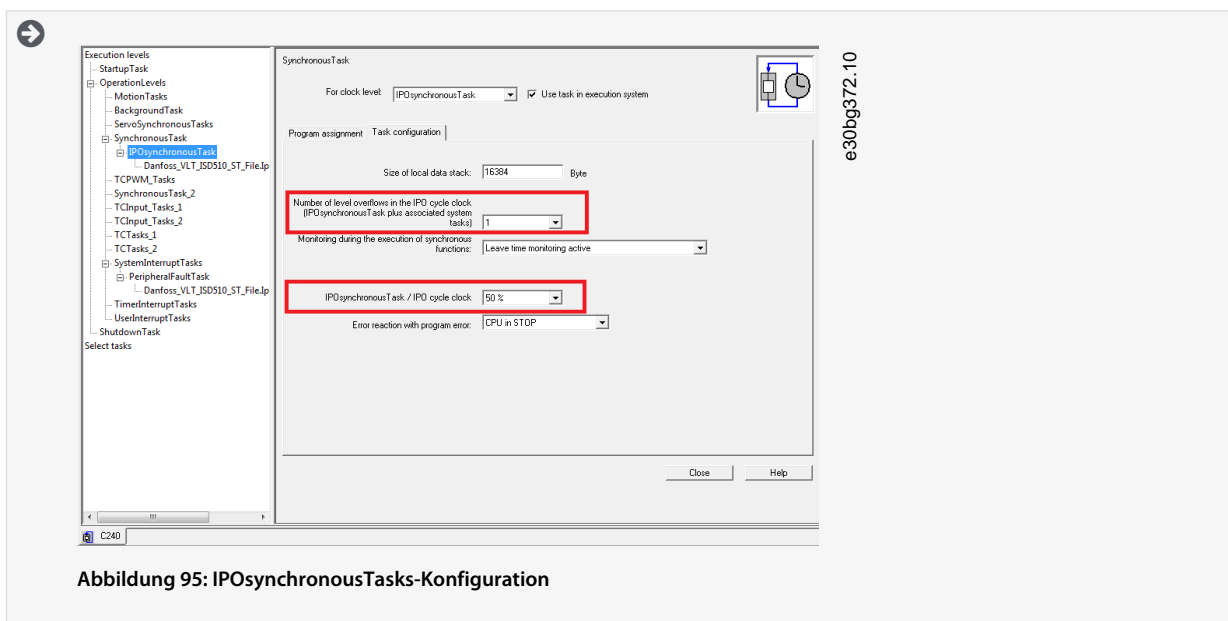 Execution levels
StartupTask
OperationLevels
MotionTasks
BackgroundTask
ServoSynchronousTasks
SynchronousTask
IPOsynchronousTask
Danfoss_VLT_ISD510_ST_File.Ip
TCPWM_Tasks
SynchronousTask_2
TCInput_Tasks_1
TCInput_Tasks_2
TCTasks_1
TCTasks_2
SystemInterruptTasks
PeripheralFaultTask
Danfoss_VLT_ISD510_ST_File.Ip
TimerInterruptTasks
UserInterruptTasks
ShutdownTask
Select tasks
C240
SynchronousTask
For clock level: IPOsynchronousTask Use task in execution system
Program assignment Task configuration
Size of local data stack: 16384 Byte
Number of level overflows in the IPO cycle clock
(IPOsynchronousTask plus associated system
tasks) 1
Monitoring during the execution of synchronous
functions: Leave time monitoring active
IPOsynchronousTask / IPO cycle clock 50 %
Error reaction with program error: CPU in STOP
Close Help
e30bg372.10
Abbildung 95: IPOsynchronousTasks-Konfiguration